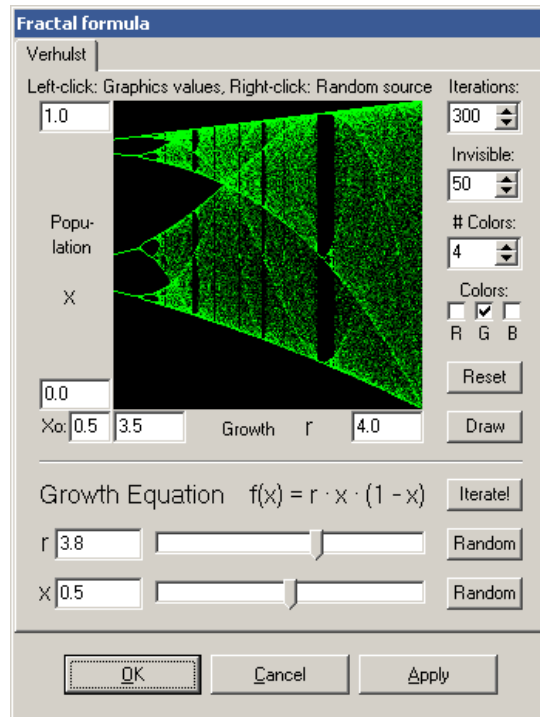 Fractal formula
Verhulst
Left-click: Graphics values, Right-click: Random source
Iterations:
1.0
300
Invisible:
50
Popu-
lation
# Colors:
4
X
Colors:
R G B
Reset
0.0
Xo: 0.5 3.5 Growth r 4.0
Draw
Growth Equation f(x) = r · x · (1 - x)
Iterate!
r 3.8
Random
x 0.5
Random
OK Cancel Apply